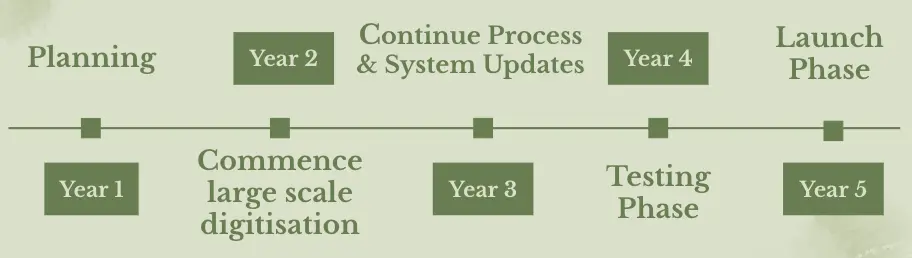 Planning
Year 1
Year 2
Commence
large scale
digitisation
Continue Process
& System Updates
Year 3
Year 4
Testing
Phase
Launch
Phase
Year 5